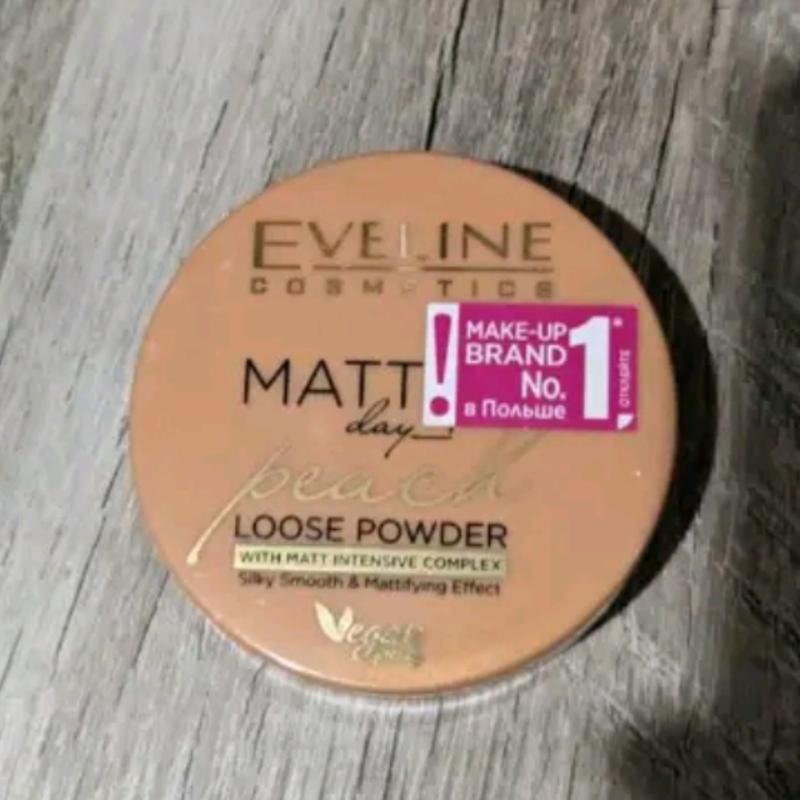 EVELINE
COSMETICS
MATT
day
peach
LOOSE POWDER
WITH MATT INTENSIVE COMPLEX
Silky Smooth & Mattifying Effect
Vegan
! MAKE-UP
BRAND
No. 1*
в Польше
ОТКЛЕЙТЕ